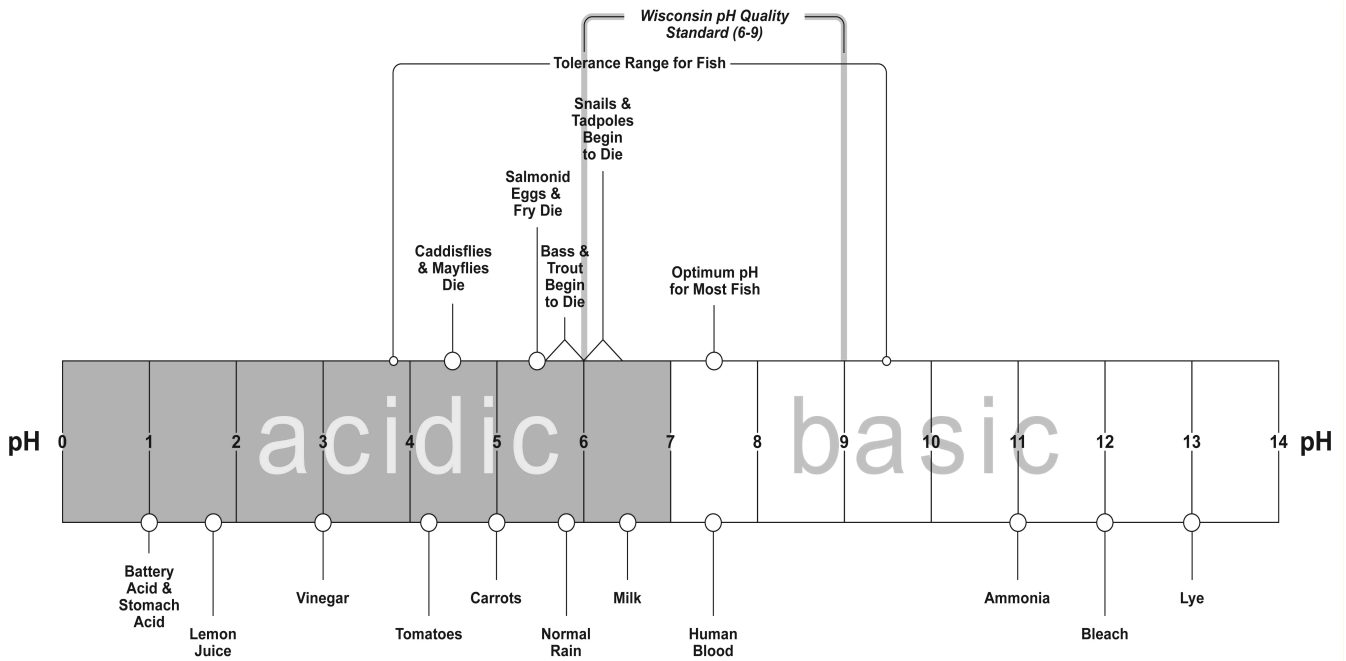 Wisconsin pH Quality
Standard (6-9)
Tolerance Range for Fish
Snails &
Tadpoles
Begin
to Die
Salmonid
Eggs &
Fry Die
Caddisflies
& Mayflies
Die
Bass &
Trout
Begin
to Die
Optimum pH
for Most Fish
acidic
basic
pH 0 1 2 3 4 5 6 7 8 9 10 11 12 13 14 pH
Battery
Acid &
Stomach
Acid
Lemon
Juice
Vinegar
Tomatoes
Carrots
Normal
Rain
Milk
Human
Blood
Ammonia
Bleach
Lye